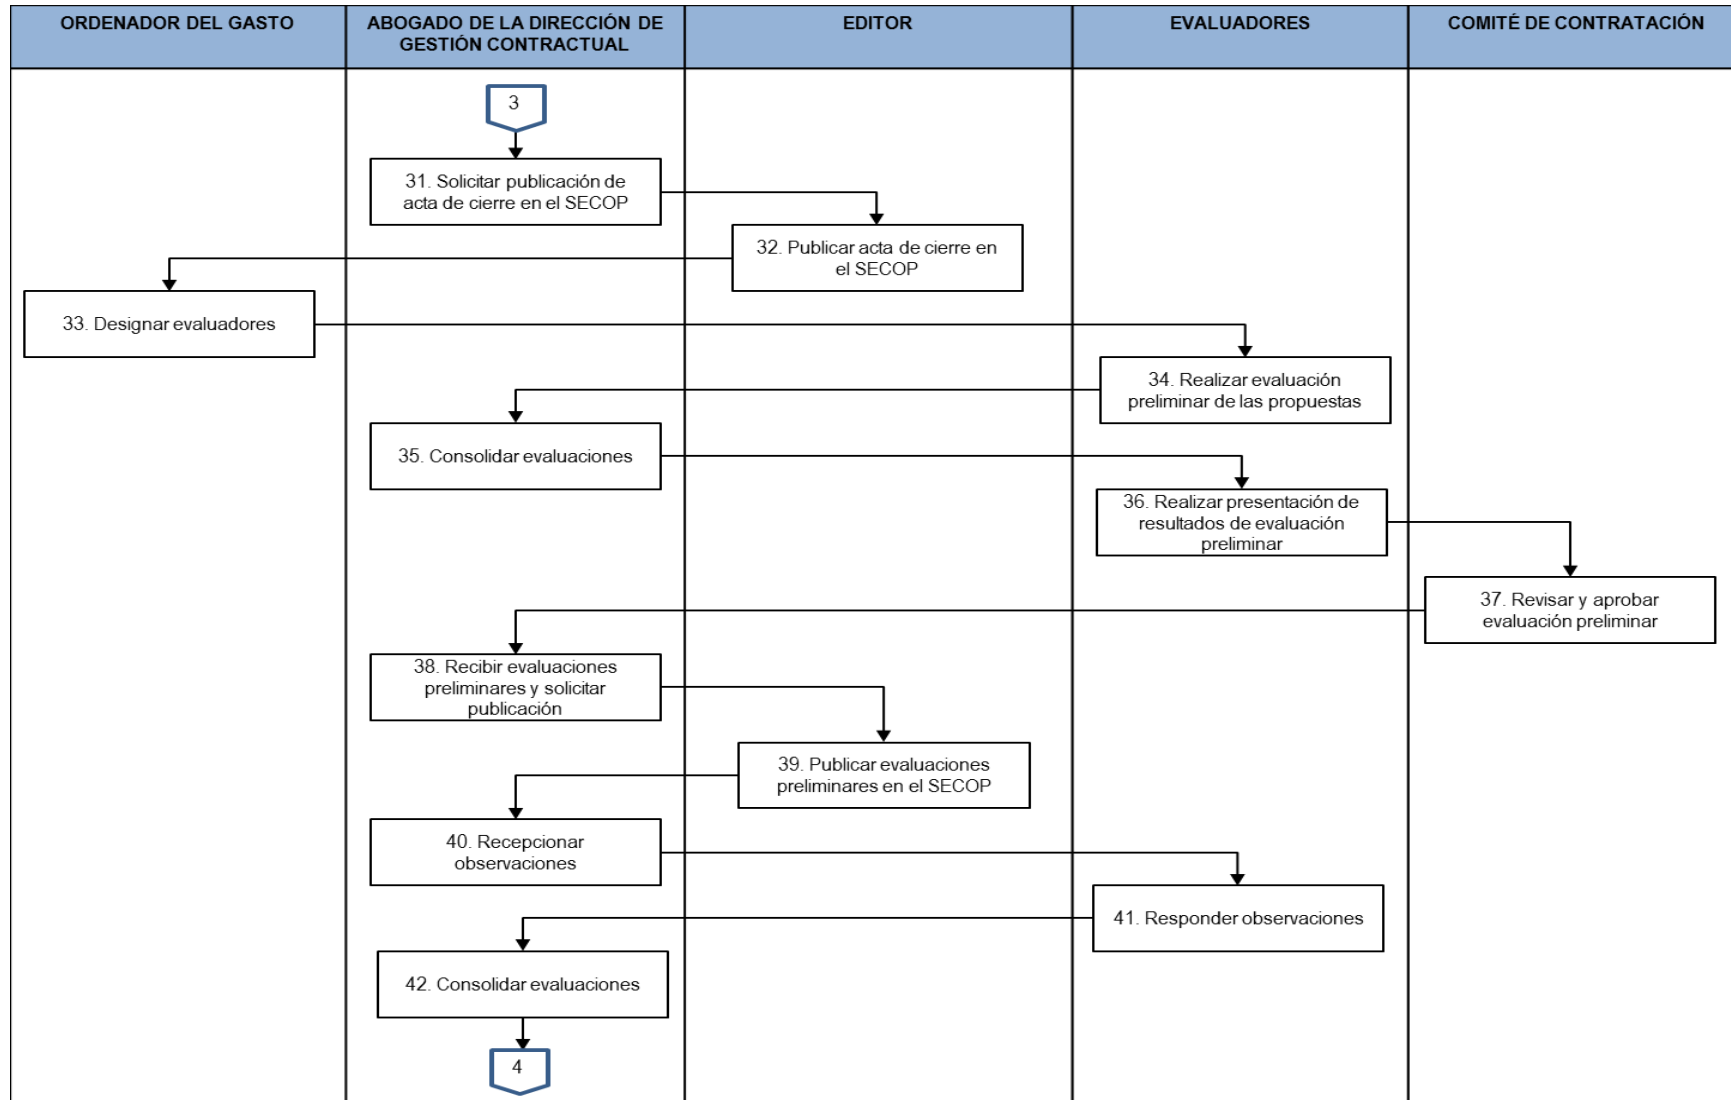 ORDENADOR DEL GASTO
ABOGADO DE LA DIRECCIÓN DE
GESTIÓN CONTRACTUAL
EDITOR
EVALUADORES
COMITÉ DE CONTRATACIÓN
3
31. Solicitar publicación de
acta de cierre en el SECOP
32. Publicar acta de cierre en
el SECOP
33. Designar evaluadores
34. Realizar evaluación
preliminar de las propuestas
35. Consolidar evaluaciones
36. Realizar presentación de
resultados de evaluación
preliminar
37. Revisar y aprobar
evaluación preliminar
38. Recibir evaluaciones
preliminares y solicitar
publicación
39. Publicar evaluaciones
preliminares en el SECOP
40. Recepcionar
observaciones
41. Responder observaciones
42. Consolidar evaluaciones
4